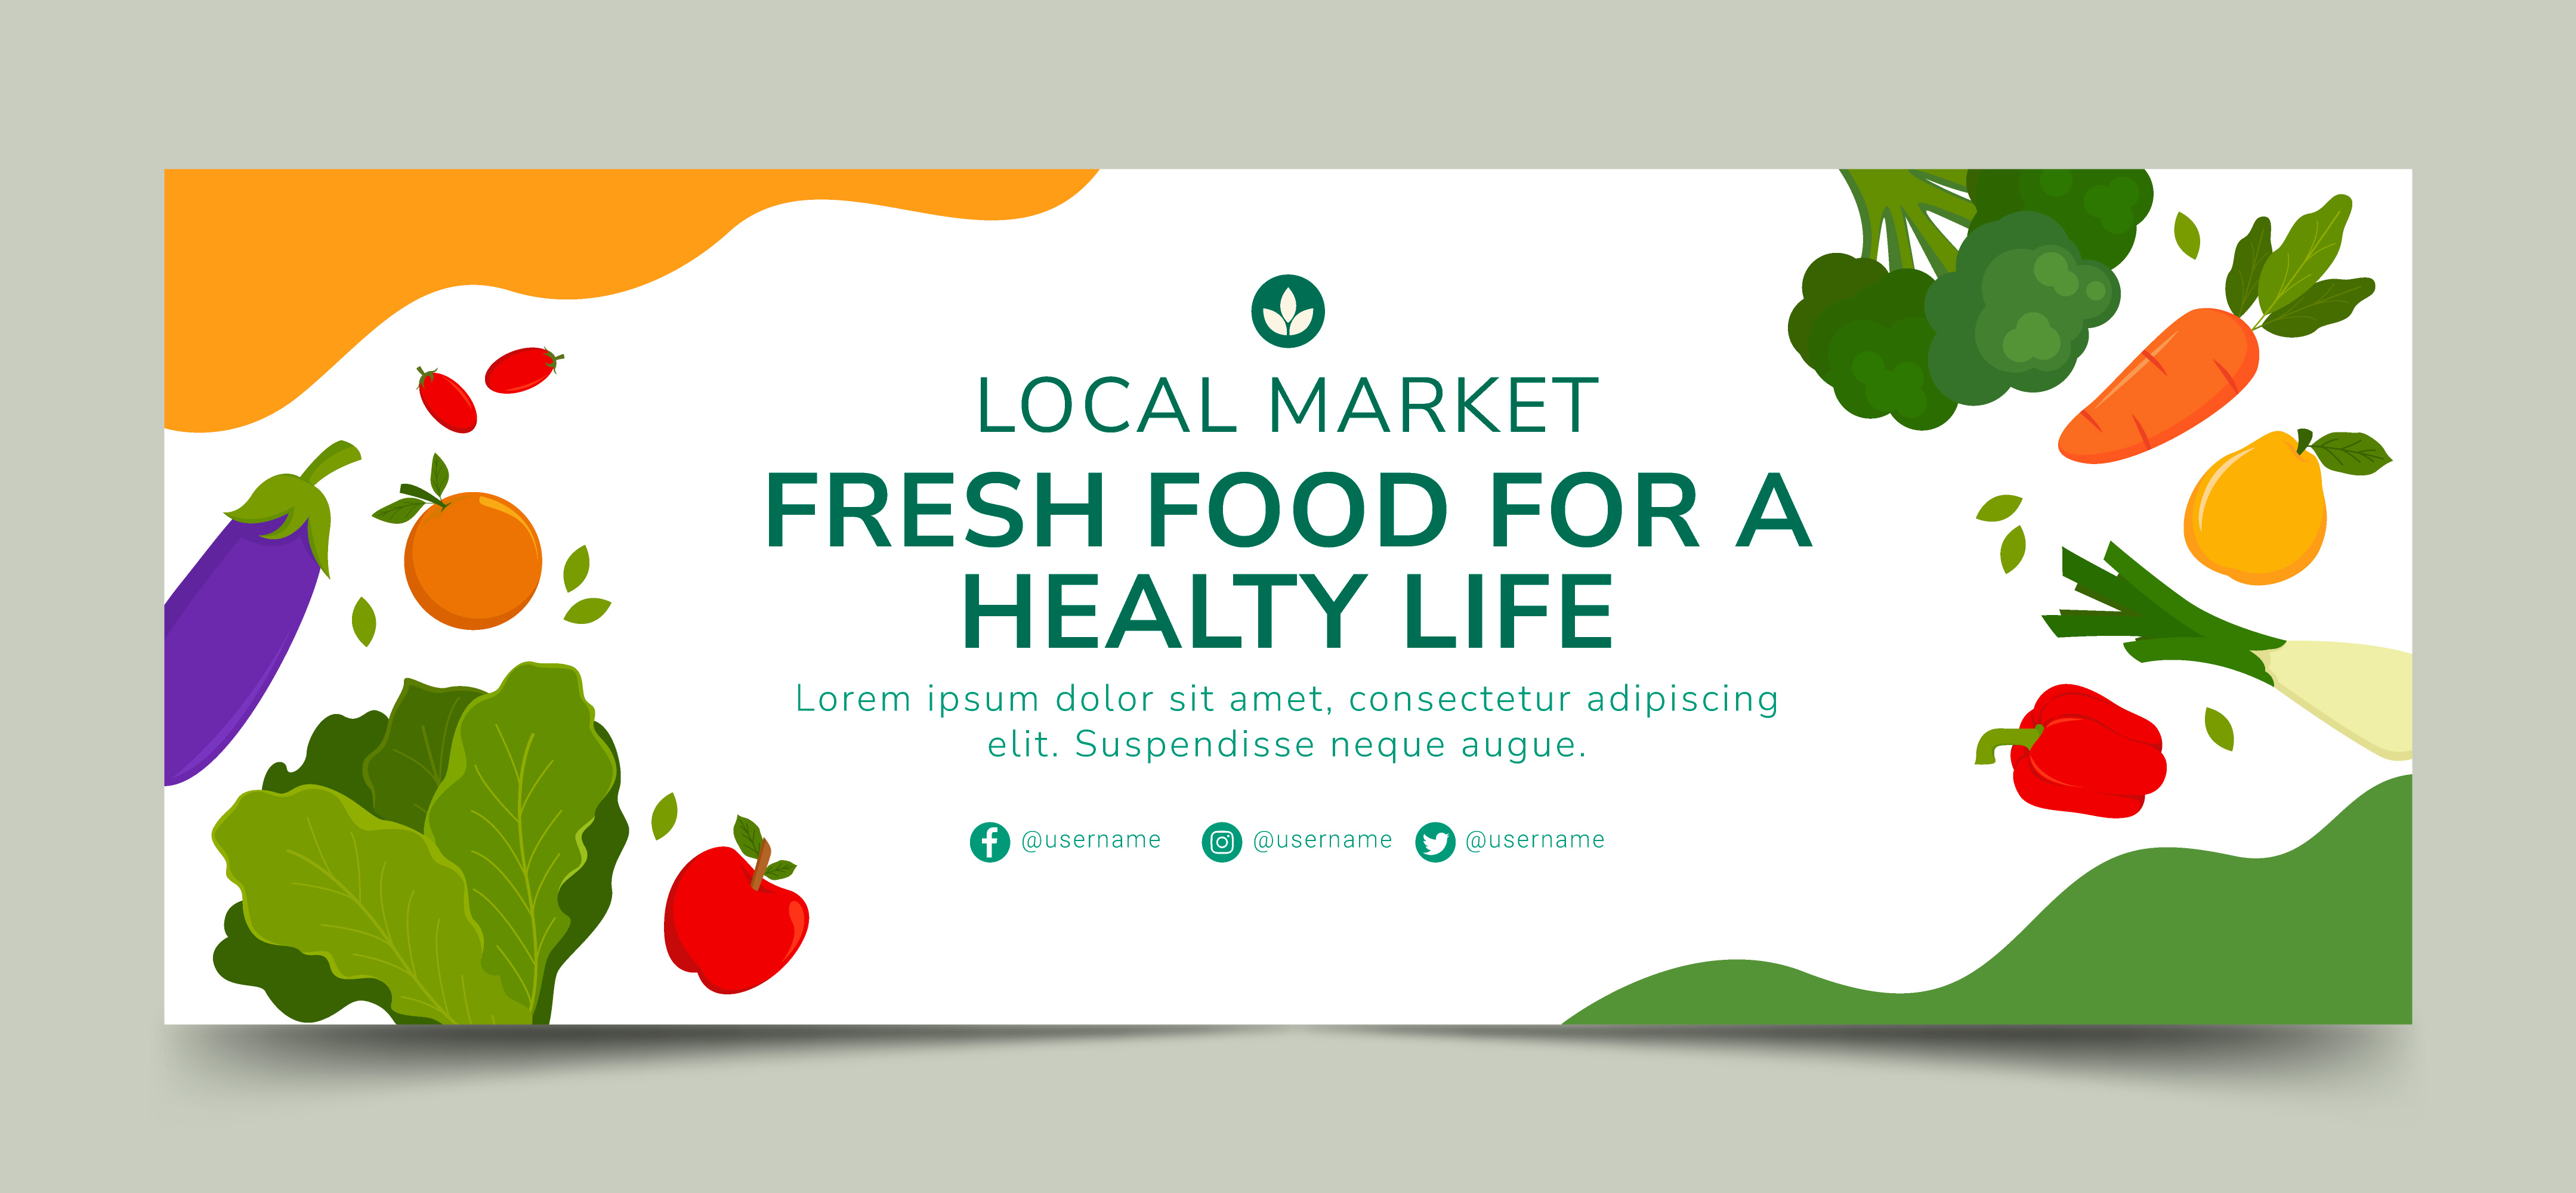 LOCAL MARKET
FRESH FOOD FOR A
HEALTY LIFE
Lorem ipsum dolor sit amet, consectetur adipiscing
elit. Suspendisse neque augue.
@username @username @username